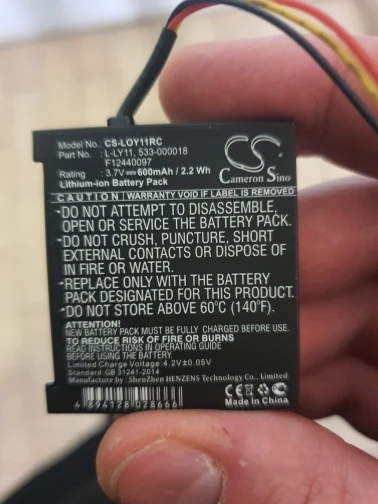 Model No.: CS-LOY11RC
Part No. : L-LY11, 533-000018
F12440097
Rating : 3.7V⎓600mAh / 2.2 Wh
Lithium-ion Battery Pack
CS
Cameron Sino
CAUTION WARRANTY VOID IF LABEL IS REMOVED
•DO NOT ATTEMPT TO DISASSEMBLE,
OPEN OR SERVICE THE BATTERY PACK.
•DO NOT CRUSH, PUNCTURE, SHORT
EXTERNAL CONTACTS OR DISPOSE OF
IN FIRE OR WATER.
•REPLACE ONLY WITH THE BATTERY
PACK DESIGNED FOR THIS PRODUCT.
•DO NOT STORE ABOVE 60°C (140°F).
ATTENTION!
NEW BATTERY PACK MUST BE FULLY CHARGED BEFORE USE.
TO REDUCE RISK OF FIRE OR BURNS
READ INSTRUCTIONS IN OPERATING GUIDE
BEFORE USING THE BATTERY
Limited Charge Voltage:4.2V±0.05V
Standard:GB 31241-2014
Manufacture by : ShenZhen HENZENS Technology Co., Limited
CE
Made in China
4 894128 028666